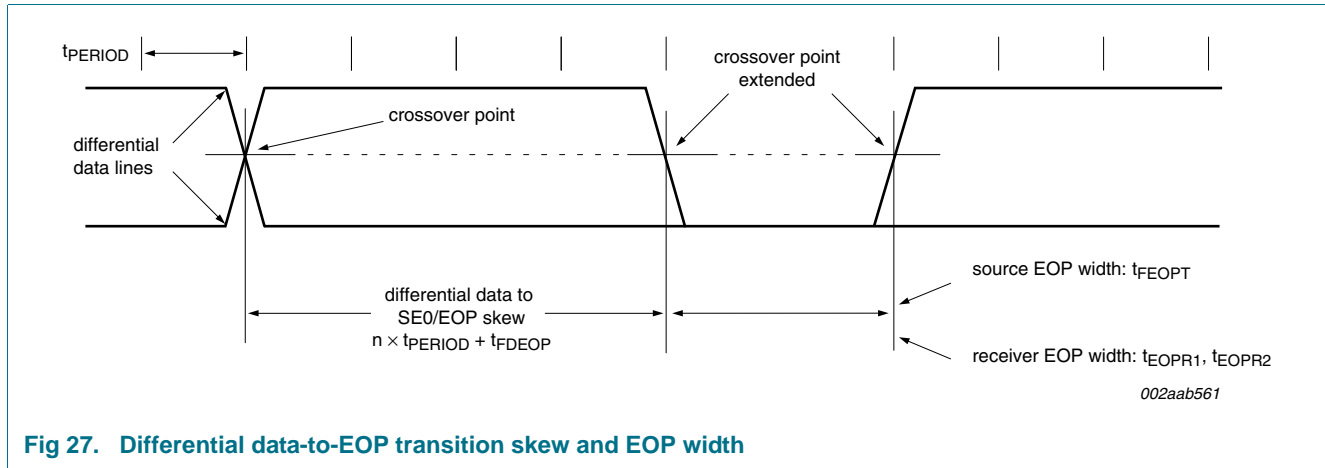 tPERIOD
crossover point
extended
crossover point
differential
data lines
differential data to
SE0/EOP skew
n × tPERIOD + tFDEOP
source EOP width: tFEOPT
receiver EOP width: tEOPR1, tEOPR2
002aab561
Fig 27. Differential data-to-EOP transition skew and EOP width